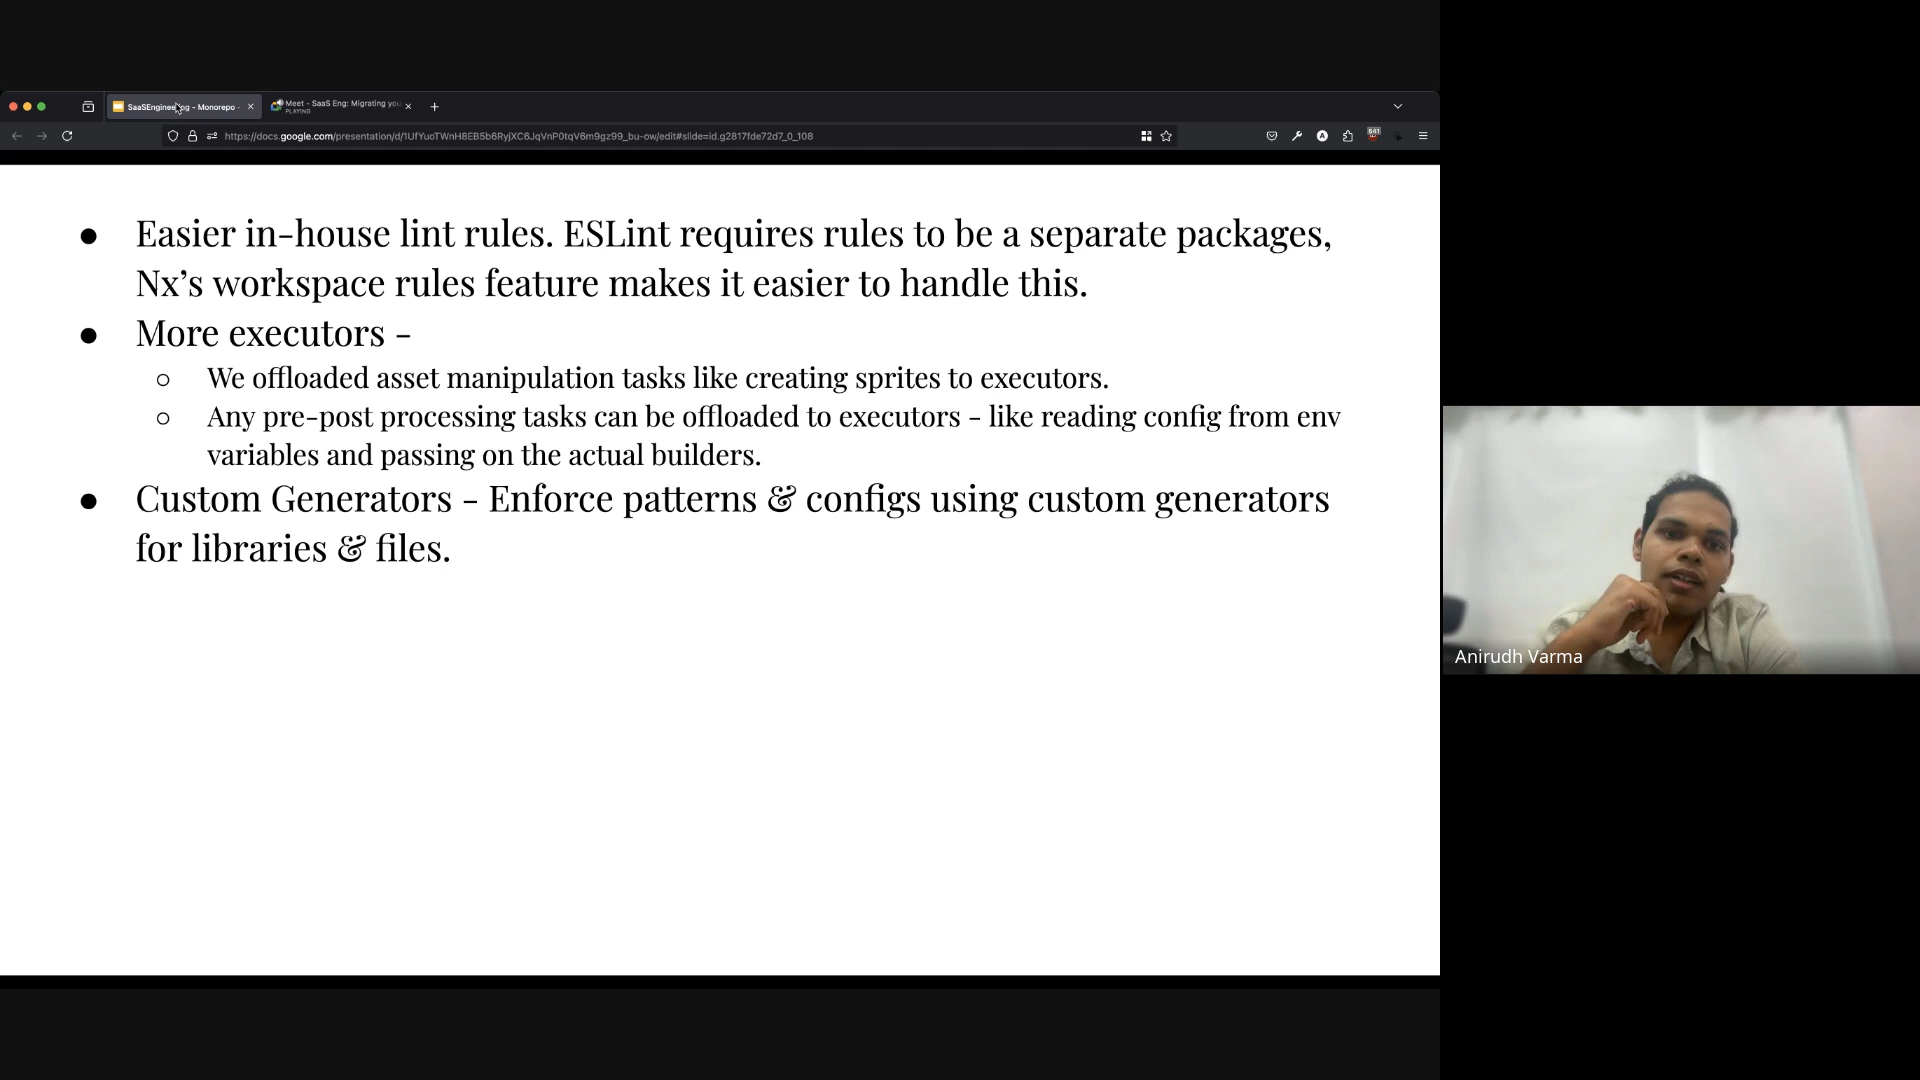 SaaSEngineering - Monorepo -
Meet - SaaS Eng: Migrating you
PLAYING
https://docs.google.com/presentation/d/1UfYuoTWnH8EB5b6RyjXC6JqVnP0tqV6m9gz99_bu-ow/edit#slide=id.g2817fde72d7_0_108
641
● Easier in-house lint rules. ESLint requires rules to be a separate packages,
Nx’s workspace rules feature makes it easier to handle this.
● More executors -
○ We offloaded asset manipulation tasks like creating sprites to executors.
○ Any pre-post processing tasks can be offloaded to executors - like reading config from env
variables and passing on the actual builders.
● Custom Generators - Enforce patterns & configs using custom generators
for libraries & files.
Anirudh Varma